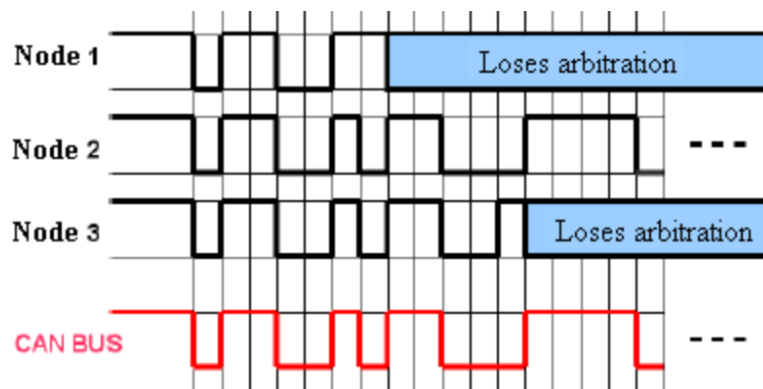 Node 1
Loses arbitration
Node 2
Node 3
Loses arbitration
CAN BUS